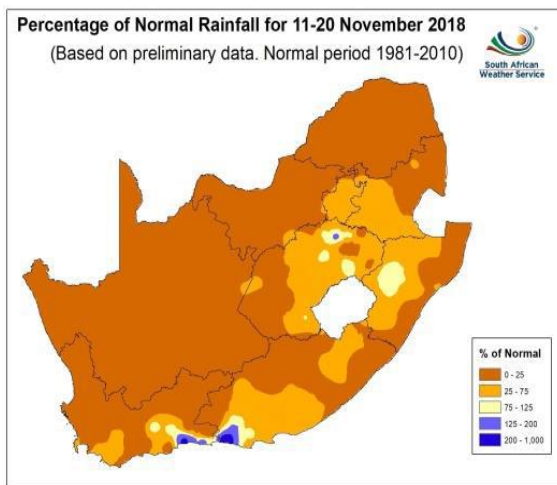 Percentage of Normal Rainfall for 11-20 November 2018
(Based on preliminary data. Normal period 1981-2010)
South African
Weather Service
% of Normal
0 - 25
25 - 75
75 - 125
125 - 200
200 - 1,000